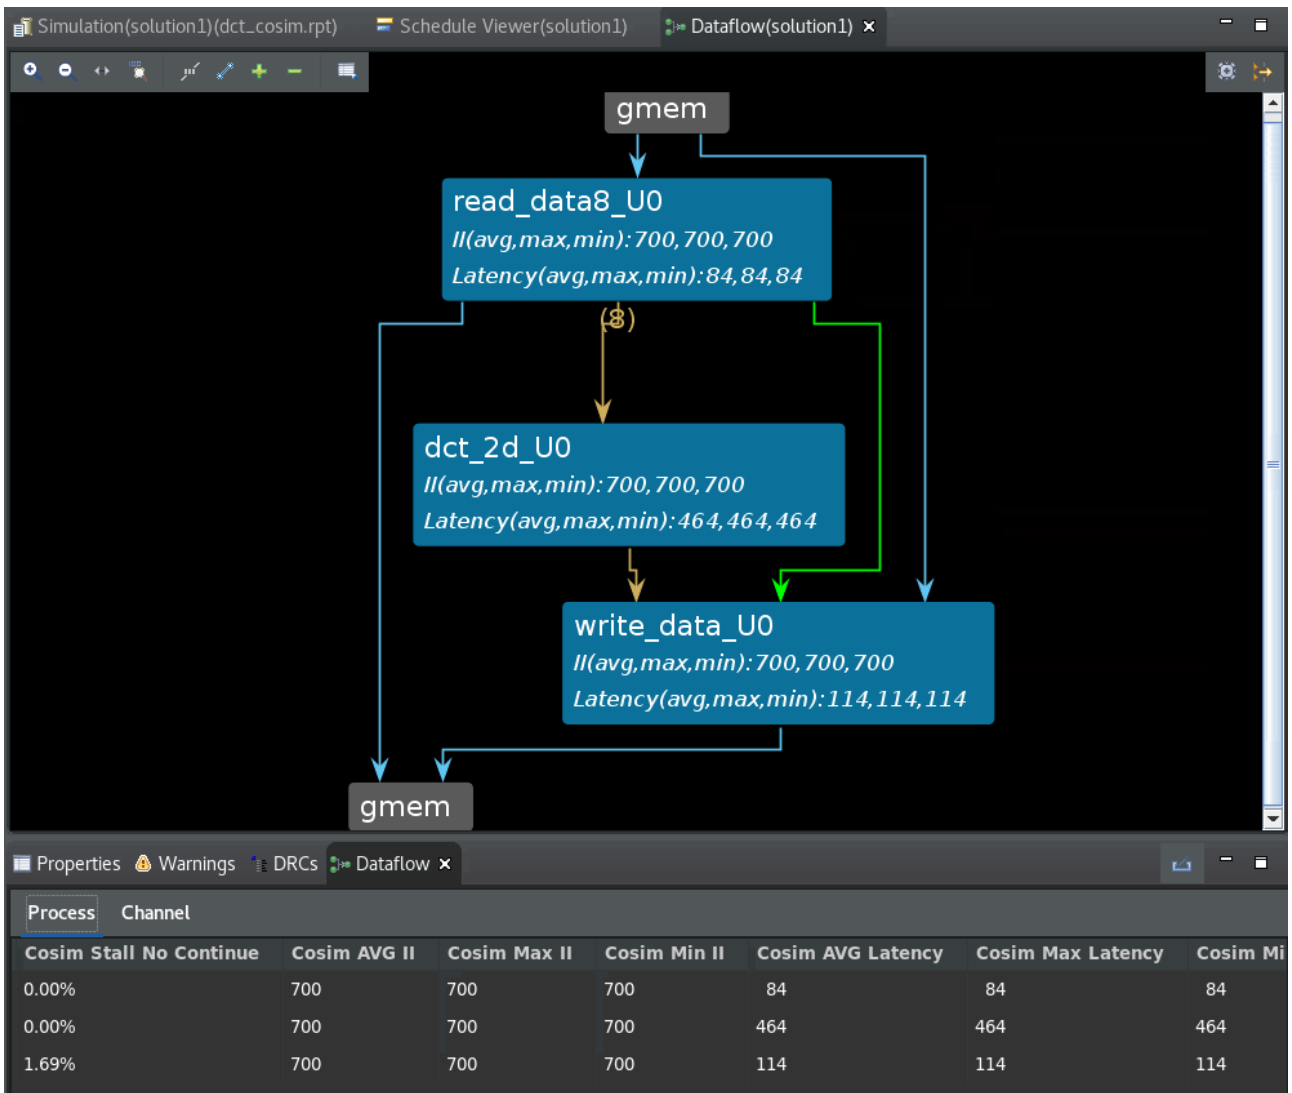 Simulation(solution1)(dct_cosim.rpt) Schedule Viewer(solution1) Dataflow(solution1)
gmem
read_data8_U0
II(avg,max,min):700,700,700
Latency(avg,max,min):84,84,84
(8)
dct_2d_U0
II(avg,max,min):700,700,700
Latency(avg,max,min):464,464,464
write_data_U0
II(avg,max,min):700,700,700
Latency(avg,max,min):114,114,114
gmem
Properties Warnings DRCs Dataflow
Process Channel
Cosim Stall No Continue Cosim AVG II Cosim Max II Cosim Min II Cosim AVG Latency Cosim Max Latency Cosim Mi
0.00% 700 700 700 84 84 84
0.00% 700 700 700 464 464 464
1.69% 700 700 700 114 114 114